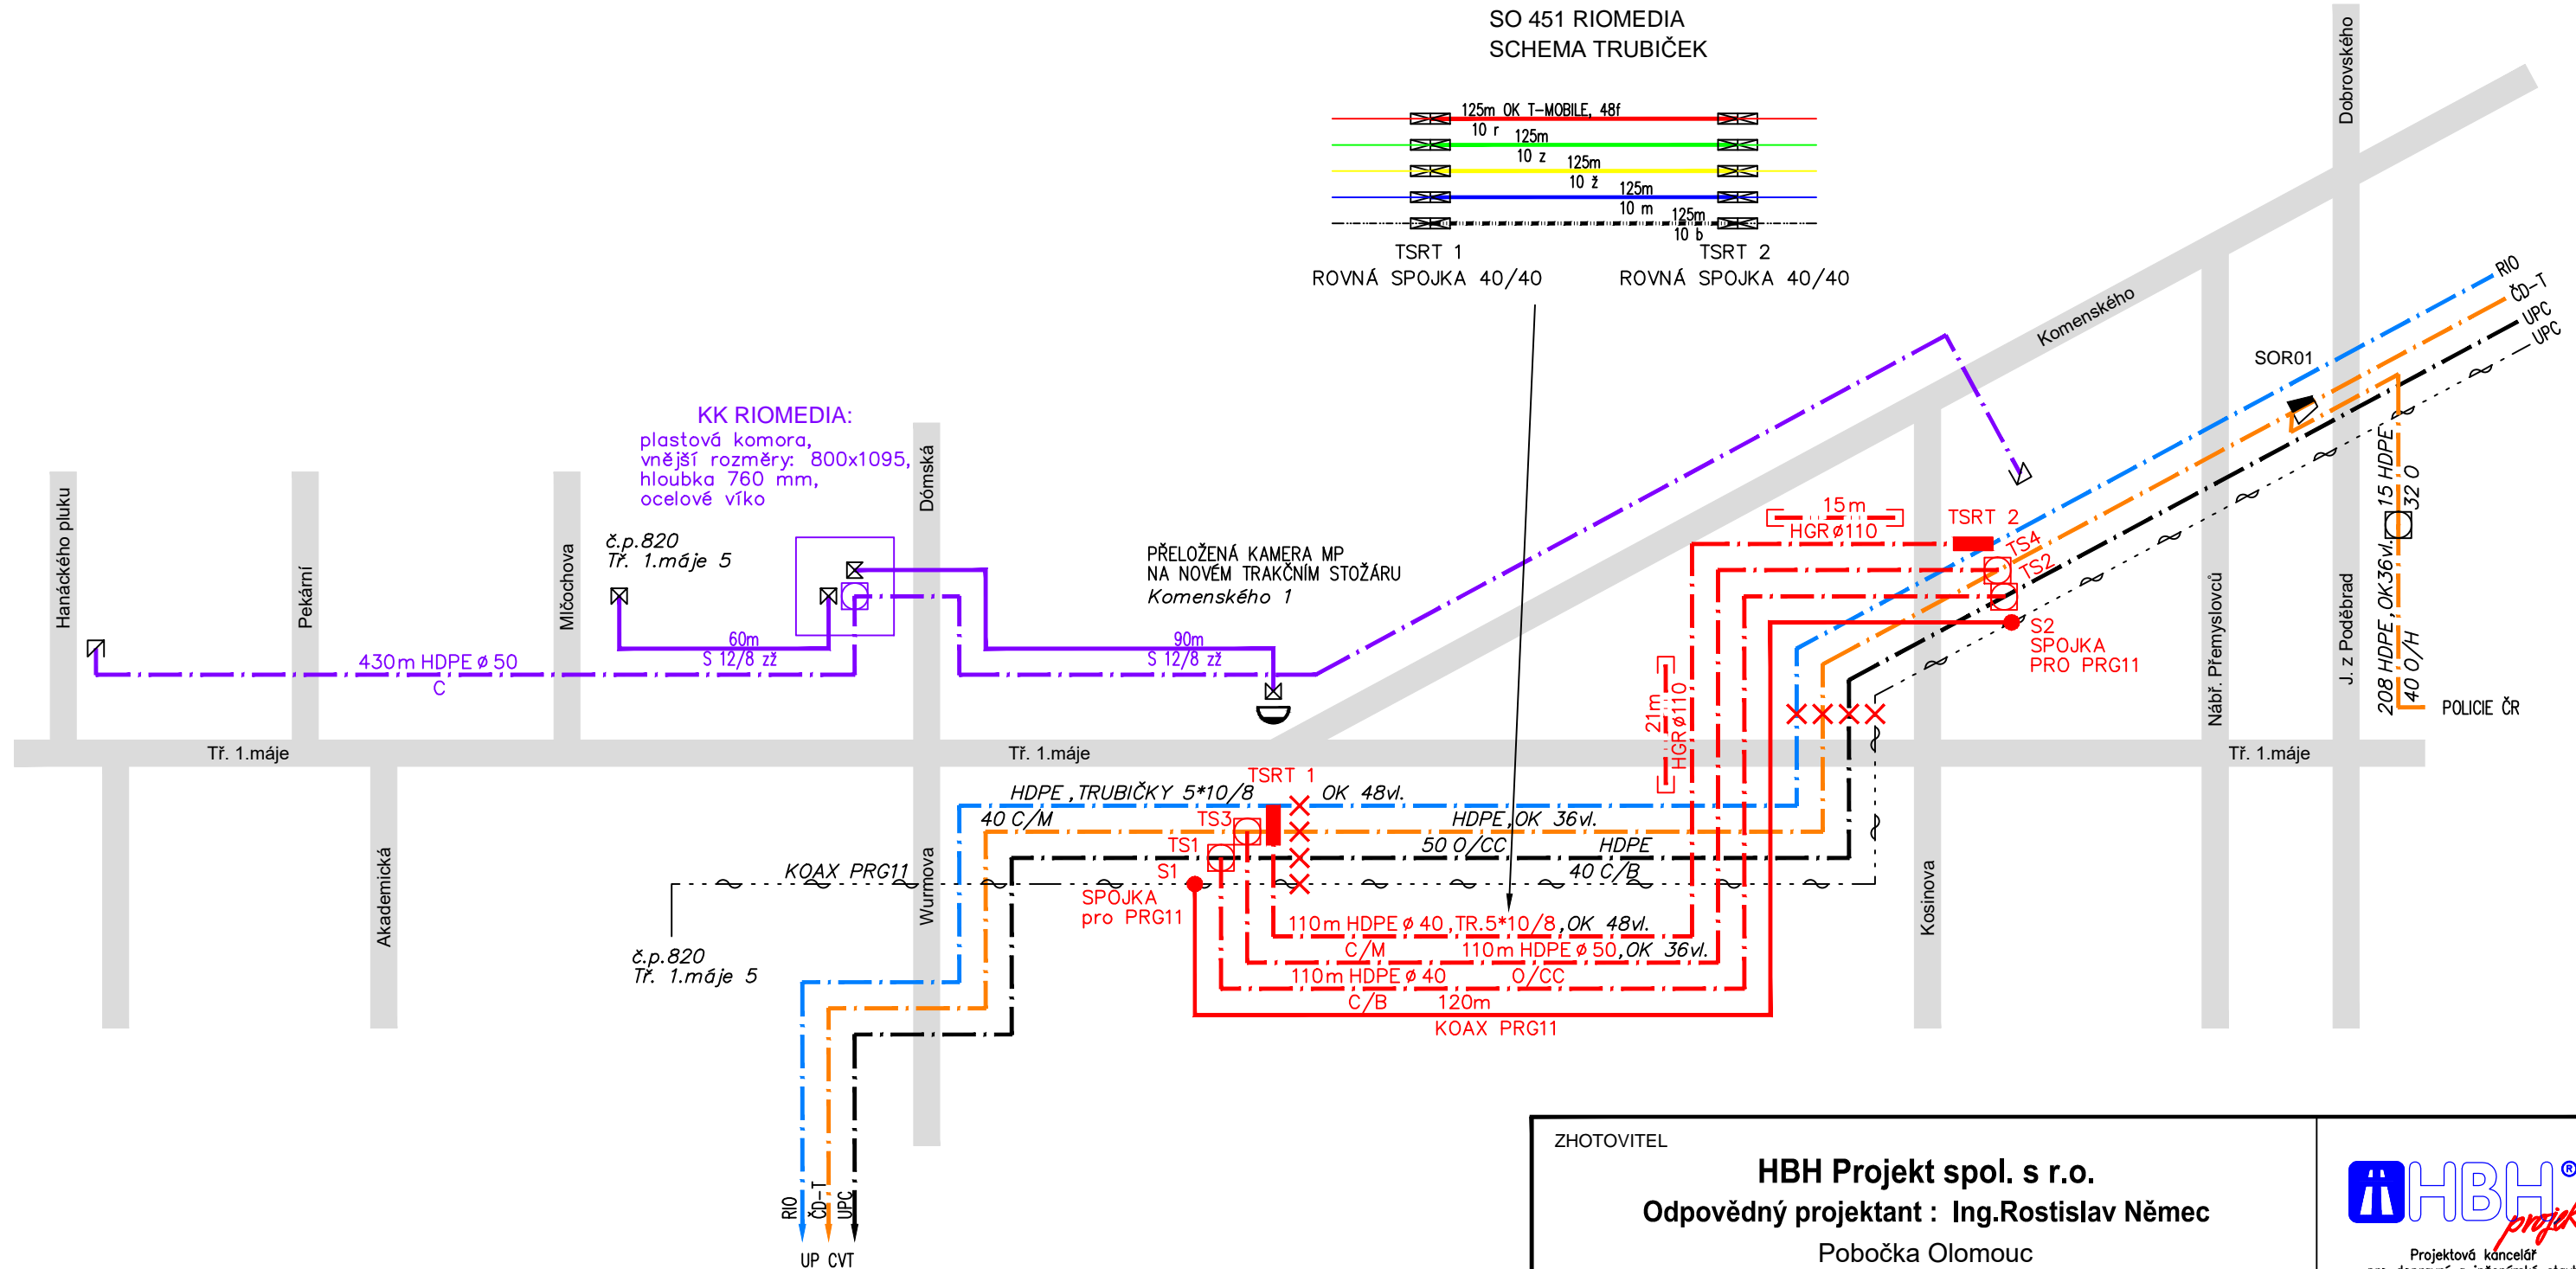 SO 451 RIOMEDIA
SCHEMA TRUBIČEK
125m OK T-MOBILE, 48f
10 r
125m
10 z
125m
10 ž
125m
10 m
125m
10 b
TSRT 1
ROVNÁ SPOJKA 40/40
TSRT 2
ROVNÁ SPOJKA 40/40
Dobrovského
Komenského
RIO
ČD-T
UPC
UPC
SOR01
KK RIOMEDIA:
plastová komora,
vnější rozměry: 800x1095,
hloubka 760 mm,
ocelové víko
Dómská
Hanáckého pluku
Pekární
Mlčochova
č.p.820
Tř. 1.máje 5
PŘELOŽENÁ KAMERA MP
NA NOVÉM TRAKČNÍM STOŽÁRU
Komenského 1
60m
S 12/8 zž
90m
S 12/8 zž
430m HDPE ø 50
C
15m
HGRø110
TSRT 2
TS4
TS2
S2
SPOJKA
PRO PRG11
21m
HGRø110
Nábř. Přemyslovců
J. z Poděbrad
208 HDPE,OK36vl.
40 O/H
15 HDPE
32 O
POLICIE ČR
Tř. 1.máje
Tř. 1.máje
Tř. 1.máje
TSRT 1
HDPE,TRUBIČKY 5*10/8
OK 48vl.
40 C/M
TS3
HDPE,OK 36vl.
TS1
50 O/CC
HDPE
S1
40 C/B
KOAX PRG11
SPOJKA
pro PRG11
Akademická
Wurmova
Kosinova
č.p.820
Tř. 1.máje 5
110m HDPE ø 40,TR.5*10/8,OK 48vl.
C/M
110m HDPE ø 50,OK 36vl.
110m HDPE ø 40
O/CC
C/B
120m
KOAX PRG11
RIO
ČD-T
UPC
UP CVT
ZHOTOVITEL
HBH Projekt spol. s r.o.
Odpovědný projektant : Ing.Rostislav Němec
Pobočka Olomouc
HBH®
Projektová kancelář